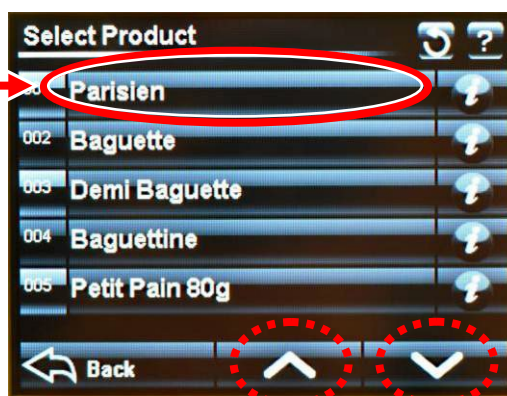 Select Product ?
Parisien i
002 Baguette i
003 Demi Baguette i
004 Baguettine i
005 Petit Pain 80g i
Back